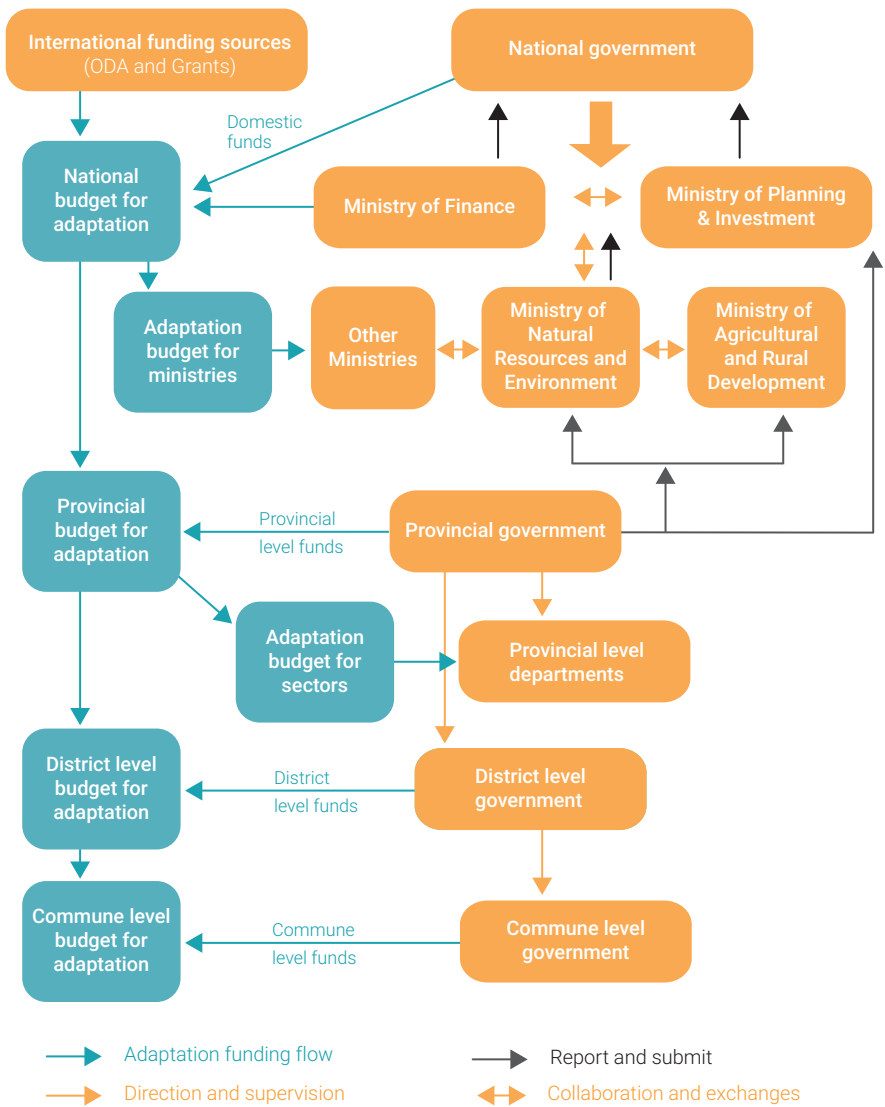 International funding sources
(ODA and Grants)
National government
Domestic
funds
National
budget for
adaptation
Ministry of Finance
Ministry of Planning
& Investment
Adaptation
budget for
ministries
Other
Ministries
Ministry of
Natural
Resources and
Environment
Ministry of
Agricultural
and Rural
Development
Provincial
budget for
adaptation
Provincial
level funds
Provincial government
Adaptation
budget for
sectors
Provincial level
departments
District level
budget for
adaptation
District
level funds
District level
government
Commune level
budget for
adaptation
Commune
level funds
Commune level
government
Adaptation funding flow
Report and submit
Direction and supervision
Collaboration and exchanges